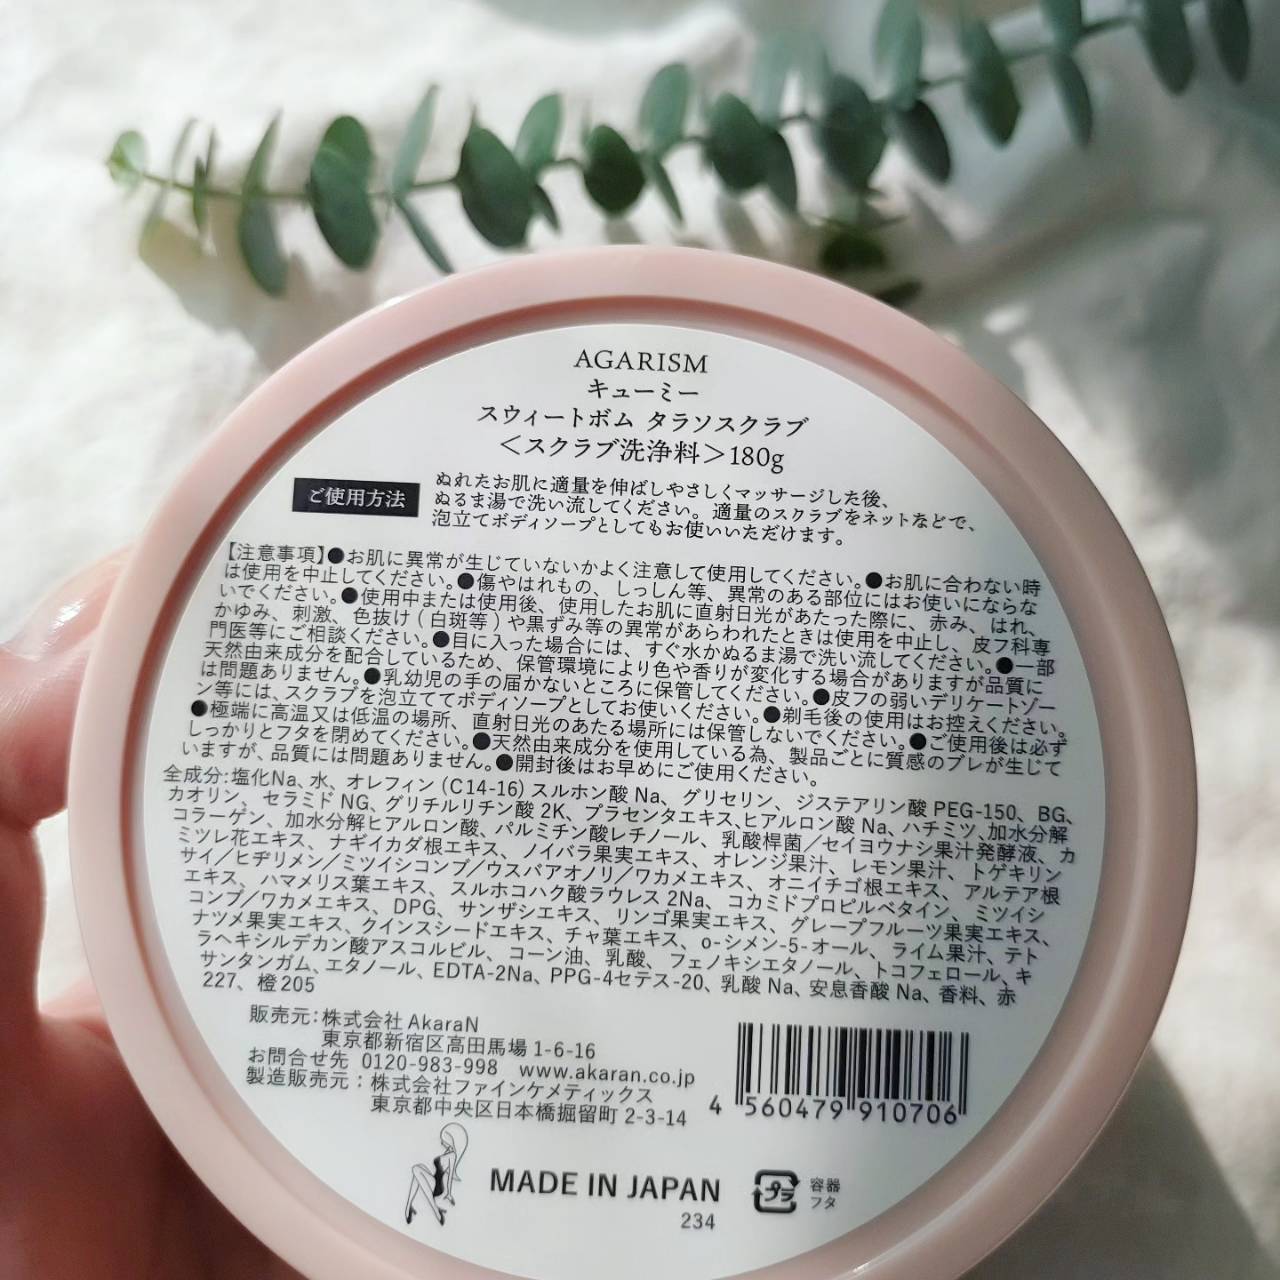 AGARISM
キューミー
スウィートボム タラソスクラブ
＜スクラブ洗浄料＞180g
ご使用方法
ぬれたお肌に適量を伸ばしやさしくマッサージした後、
ぬるま湯で洗い流してください。適量のスクラブをネットなどで、
泡立てボディソープとしてもお使いいただけます。
【注意事項】●お肌に異常が生じていないかよく注意して使用してください。●お肌に合わない時
は使用を中止してください。●傷やはれもの、しっしん等、異常のある部位にはお使いにならな
いでください。●使用中または使用後、使用したお肌に直射日光があたった際に、赤み、はれ、
かゆみ、刺激、色抜け(白斑等)や黒ずみ等の異常があらわれたときは使用を中止し、皮フ科専
門医等にご相談ください。●目に入った場合には、すぐ水かぬるま湯で洗い流してください。●一部
天然由来成分を配合しているため、保管環境により色や香りが変化する場合がありますが品質に
は問題ありません。●乳幼児の手の届かないところに保管してください。●皮フの弱いデリケートゾー
ン等には、スクラブを泡立ててボディソープとしてお使いください。●剃毛後の使用はお控えください。
●極端に高温又は低温の場所、直射日光のあたる場所には保管しないでください。●ご使用後は必ず
しっかりとフタを閉めてください。●天然由来成分を使用している為、製品ごとに質感のブレが生じて
いますが、品質には問題ありません。●開封後はお早めにご使用ください。
全成分:塩化Na、水、オレフィン(C14-16)スルホン酸Na、グリセリン、ジステアリン酸PEG-150、BG、
カオリン、セラミドNG、グリチルリチン酸2K、プラセンタエキス、ヒアルロン酸Na、ハチミツ、加水分解
コラーゲン、加水分解ヒアルロン酸、パルミチン酸レチノール、乳酸桿菌/セイヨウナシ果汁発酵液、カ
ミツレ花エキス、ナギイカダ根エキス、ノイバラ果実エキス、オレンジ果汁、レモン果汁、トゲキリン
サイ/ヒヂリメン/ミツイシコンブ/ウスバアオノリ/ワカメエキス、オニイチゴ根エキス、アルテア根
エキス、ハマメリス葉エキス、スルホコハク酸ラウレス2Na、コカミドプロピルベタイン、ミツイシ
コンブ/ワカメエキス、DPG、サンザシエキス、リンゴ果実エキス、グレープフルーツ果実エキス、
ナツメ果実エキス、クインスシードエキス、チャ葉エキス、o-シメン-5-オール、ライム果汁、テト
ラヘキシルデカン酸アスコルビル、コーン油、乳酸、フェノキシエタノール、トコフェロール、キ
サンタンガム、エタノール、EDTA-2Na、PPG-4セテス-20、乳酸Na、安息香酸Na、香料、赤
227、橙205
販売元:株式会社AkaraN
東京都新宿区高田馬場1-6-16
お問合せ先 0120-983-998 www.akaran.co.jp
製造販売元：株式会社ファインケメティックス
東京都中央区日本橋掘留町2-3-14
4 560479 910706
MADE IN JAPAN
234
プラ
容器
フタ